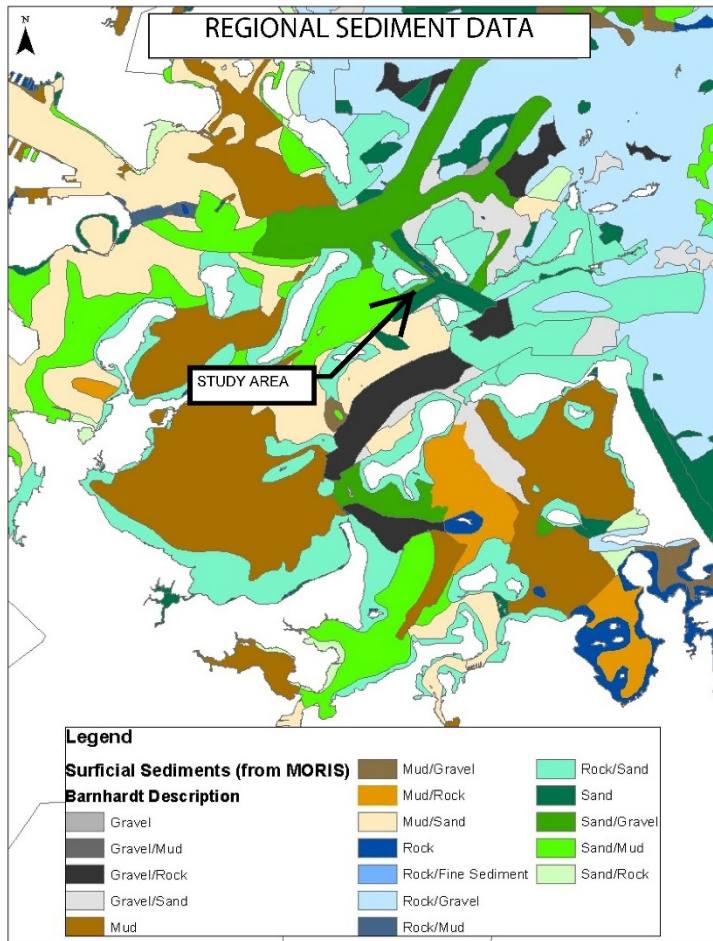 N
REGIONAL SEDIMENT DATA
STUDY AREA
Legend
Surficial Sediments (from MORIS)
Barnhardt Description
Gravel
Gravel/Mud
Gravel/Rock
Gravel/Sand
Mud
Mud/Gravel
Mud/Rock
Mud/Sand
Rock
Rock/Fine Sediment
Rock/Gravel
Rock/Mud
Rock/Sand
Sand
Sand/Gravel
Sand/Mud
Sand/Rock